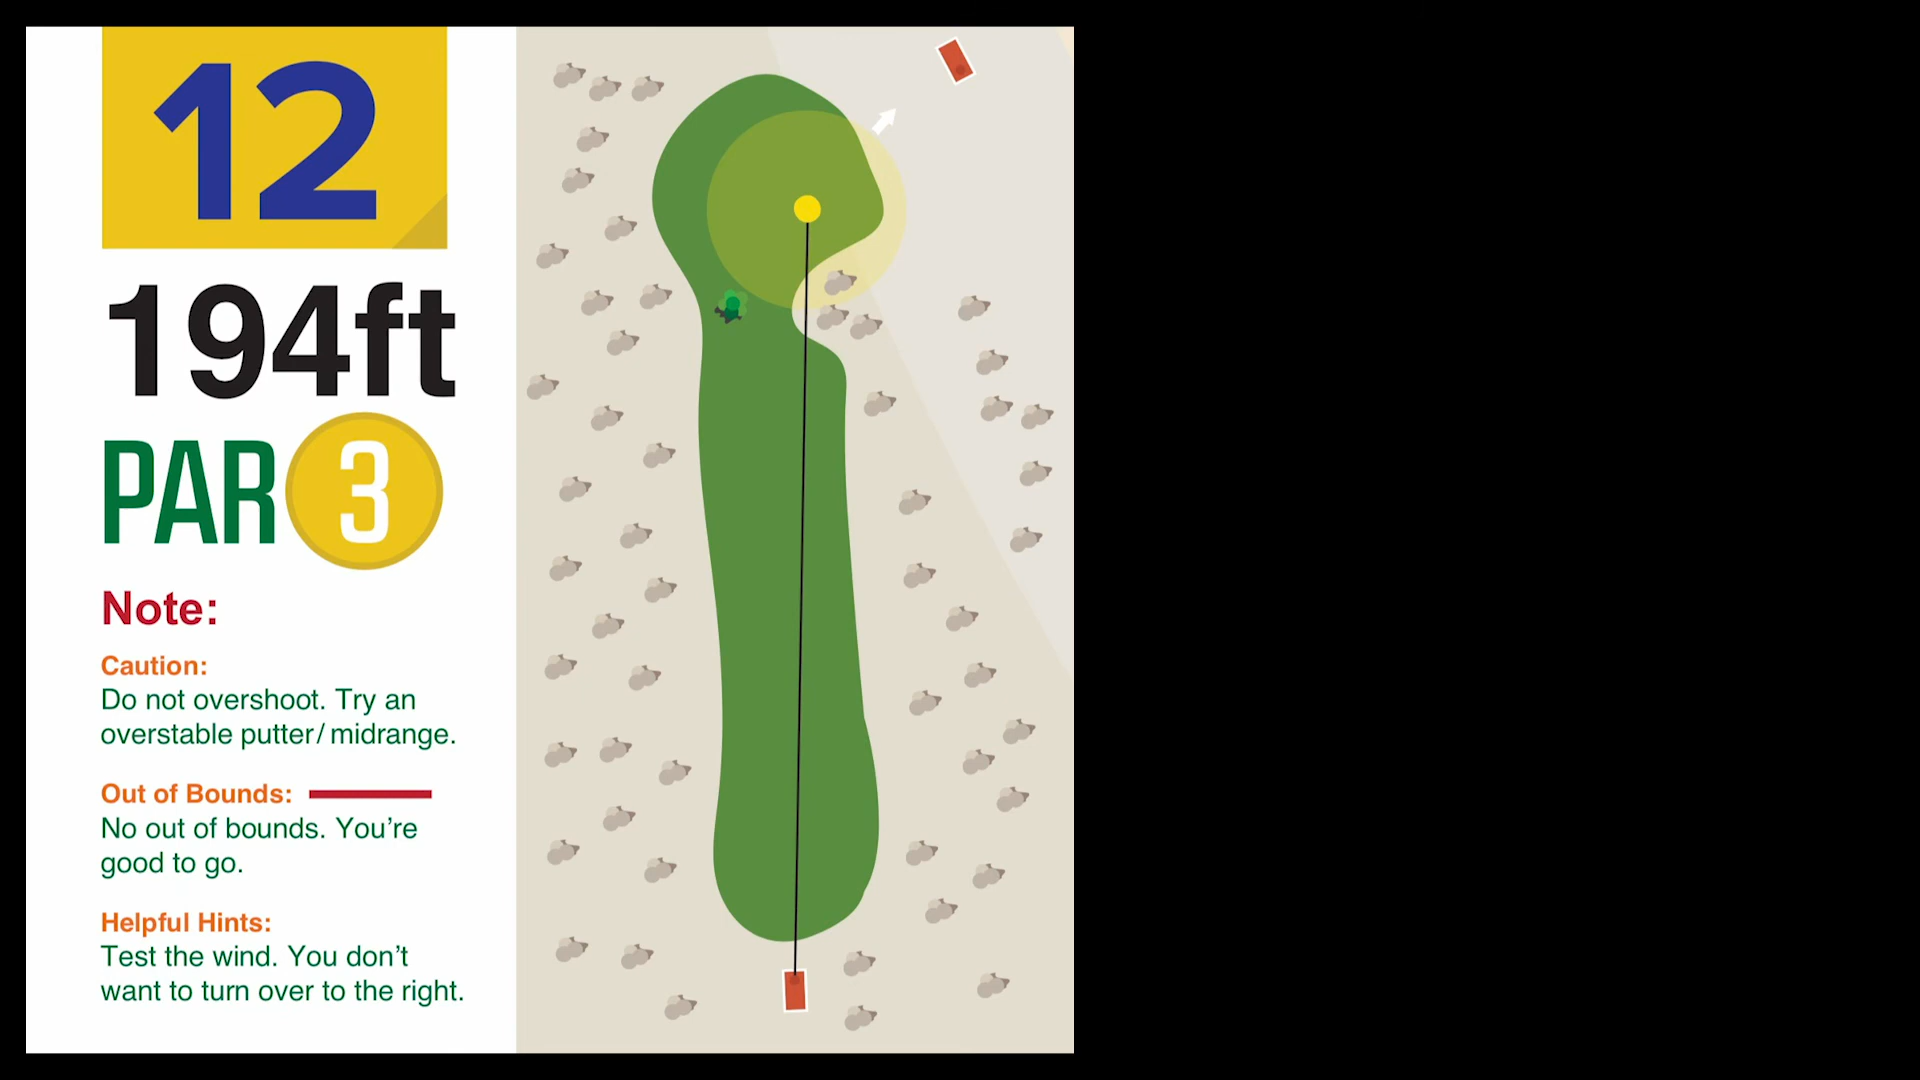 12
194ft
PAR 3
Note:
Caution:
Do not overshoot. Try an
overstable putter/midrange.
Out of Bounds:
No out of bounds. You’re
good to go.
Helpful Hints:
Test the wind. You don’t
want to turn over to the right.